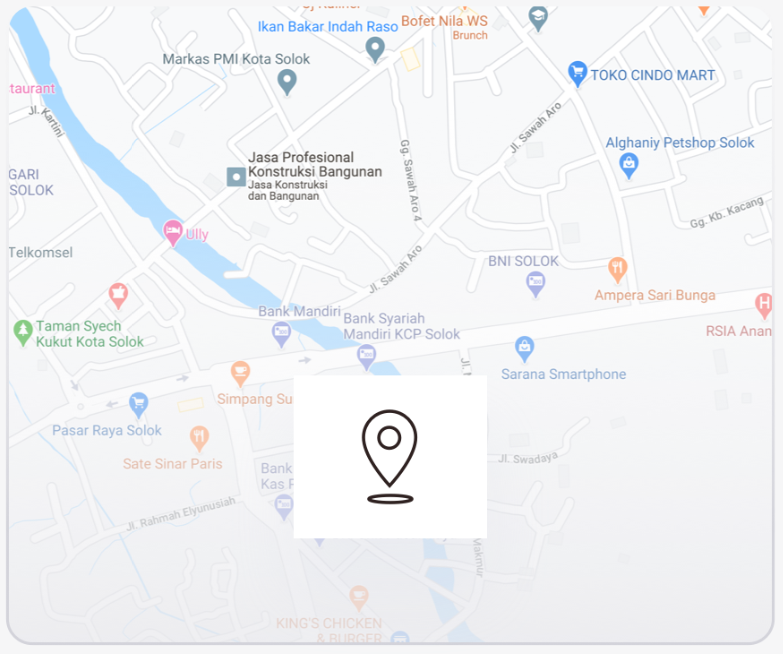 Ikan Bakar Indah Raso
Bofet Nila WS
Brunch
Markas PMI Kota Solok
TOKO CINDO MART
taurant
Jl. Kartini
Jl. Sawah Aro
Alghaniy Petshop Solok
Jasa Profesional
Konstruksi Bangunan
Jasa Konstruksi
dan Bangunan
Gg. Sawah Aro 4
GARI
SOLOK
Gg. Kb. Kacang
Ully
Telkomsel
Jl. Sawah Aro
BNI SOLOK
Ampera Sari Bunga
Bank Mandiri
Bank Syariah
Mandiri KCP Solok
RSIA Anan
Taman Syech
Kukut Kota Solok
Sarana Smartphone
Simpang Su
Pasar Raya Solok
Sate Sinar Paris
Jl. Swadaya
Bank
Kas
Jl. Rahmah Elyunusiah
Makmur
KING'S CHICKEN
& BURGER